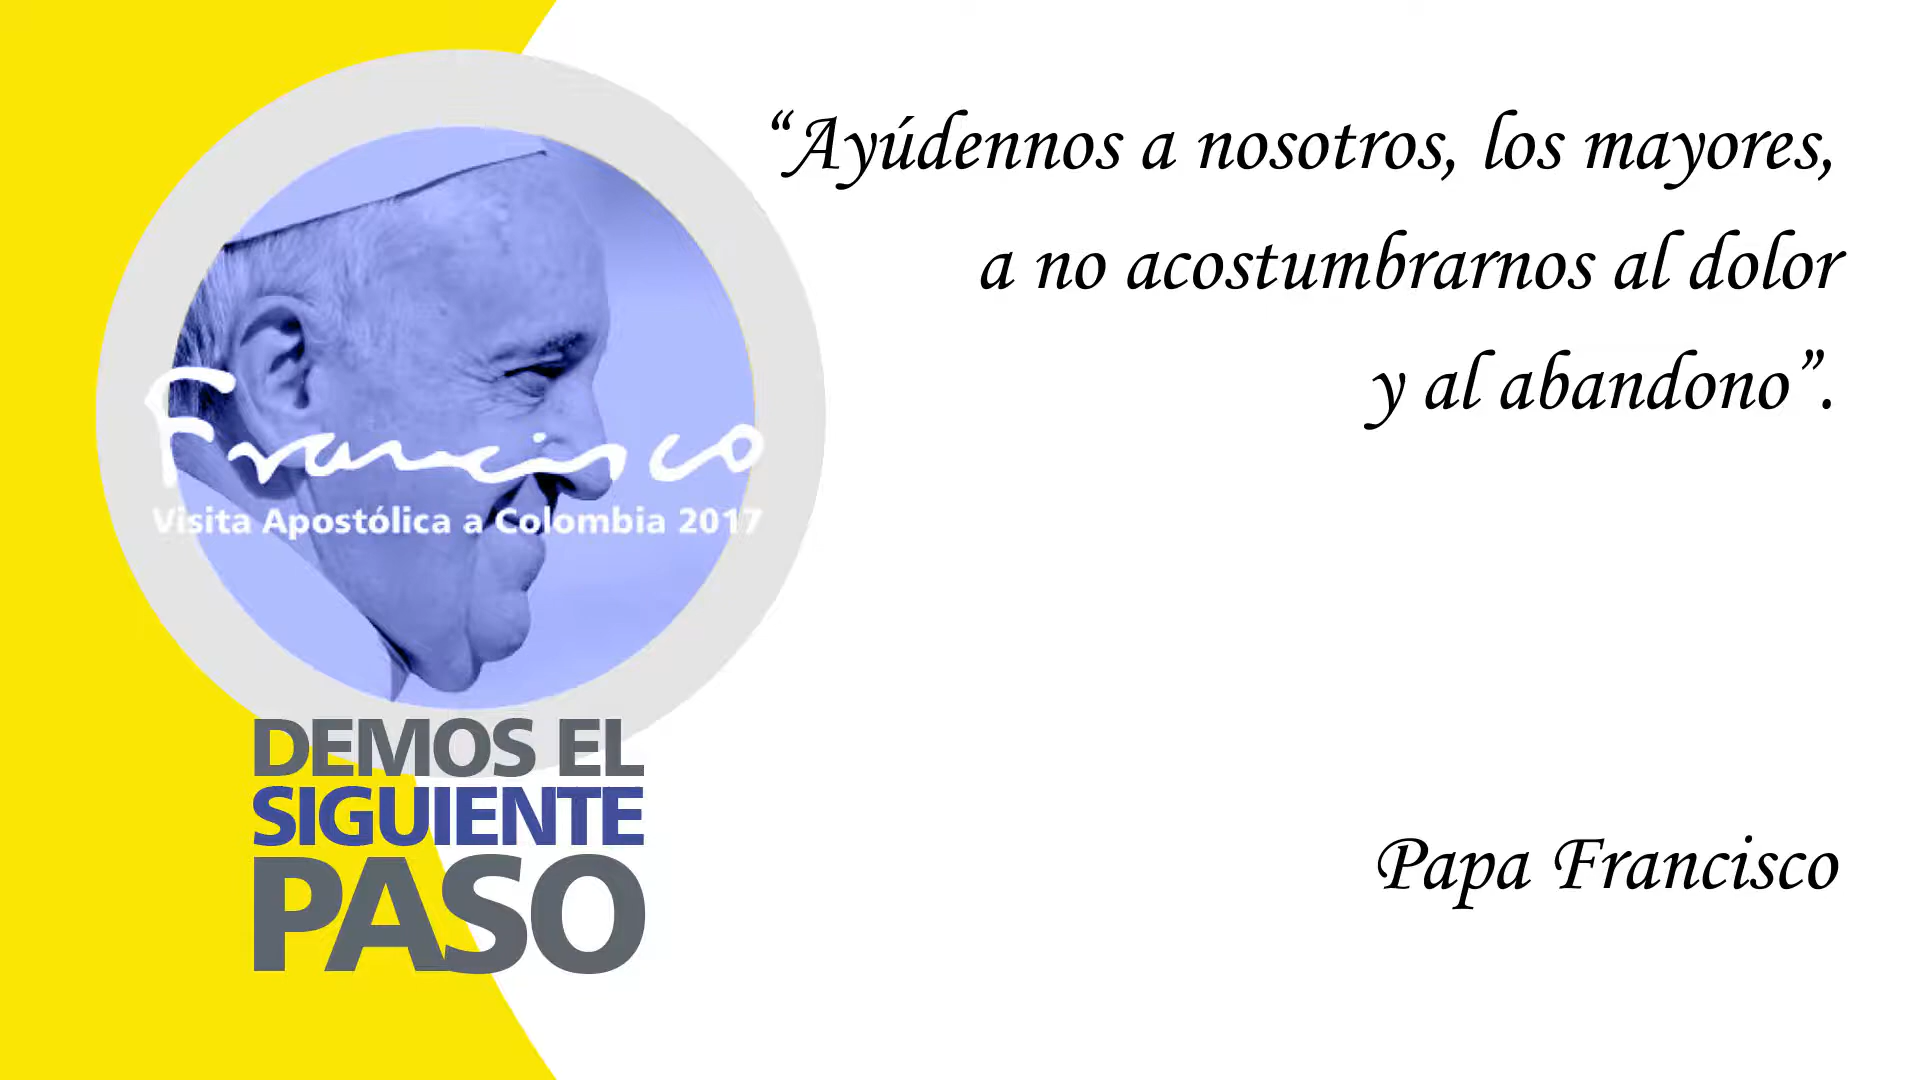 “Ayúdennos a nosotros, los mayores,
a no acostumbrarnos al dolor
y al abandono”.
Francisco
Visita Apostólica a Colombia 2017
DEMOS EL
SIGUIENTE
PASO
Papa Francisco